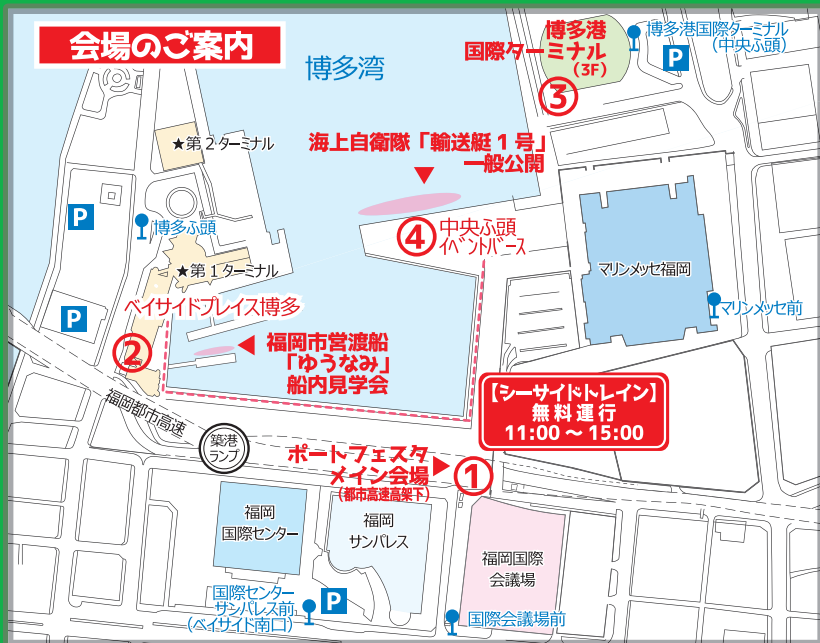 会場のご案内
博多湾
博多港
国際ターミナル
(3F)
③
博多港国際ターミナル
(中央ふ頭)
P
★第2ターミナル
海上自衛隊「輸送艇1号」
一般公開
P
博多ふ頭
④
中央ふ頭
イベントバース
★第1ターミナル
マリンメッセ福岡
マリンメッセ前
ベイサイドプレイス博多
P
②
福岡市営渡船
「ゆうなみ」
船内見学会
福岡都市高速
【シーサイドトレイン】
無料運行
11:00～15:00
築港
ランプ
ポートフェスタ
メイン会場
(都市高速高架下)
①
福岡
国際センター
福岡
サンパレス
福岡国際
会議場
国際センター
サンパレス前
(ベイサイド南口)
P
国際会議場前